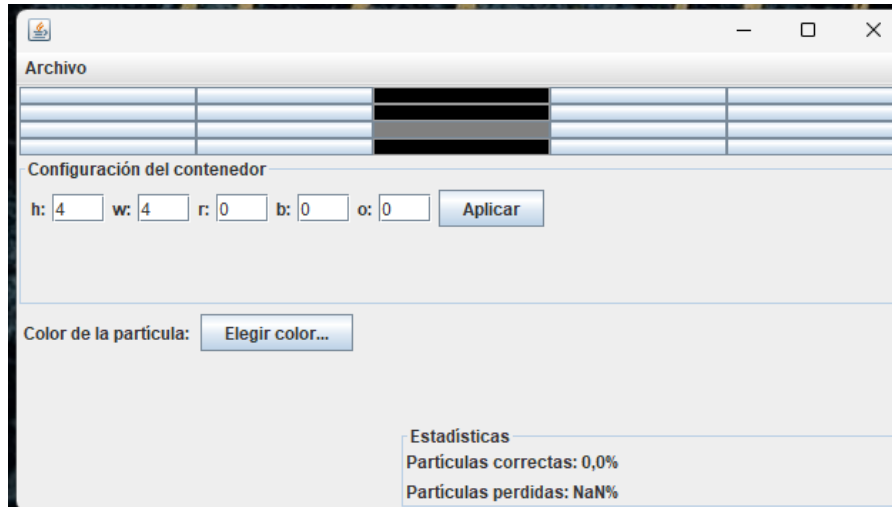 Archivo
Configuración del contenedor
h: 4 w: 4 r: 0 b: 0 o: 0 Aplicar
Color de la partícula: Elegir color...
Estadísticas
Partículas correctas: 0,0%
Partículas perdidas: NaN%